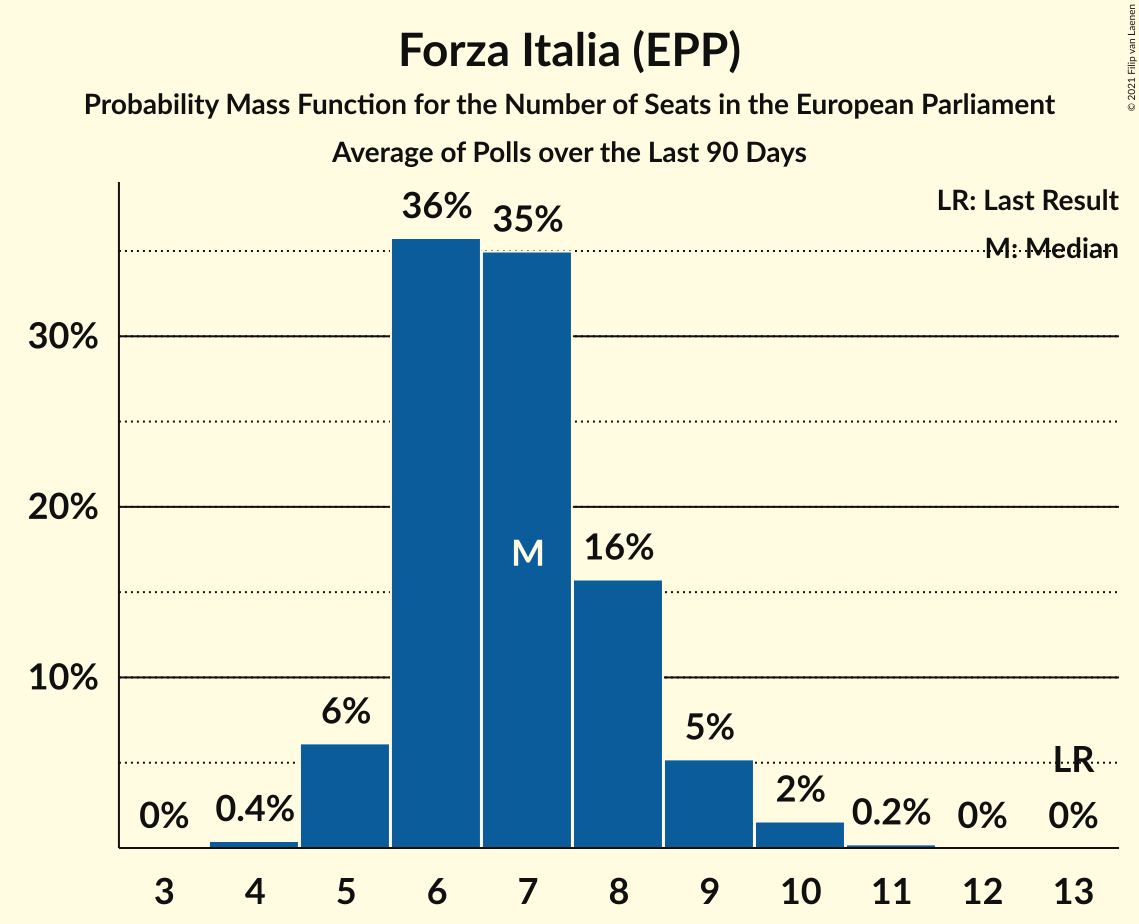 Forza Italia (EPP)
Probability Mass Function for the Number of Seats in the European Parliament
Average of Polls over the Last 90 Days
© 2021 Filip van Laenen
LR: Last Result
M: Median
36%
35%
30%
20%
M
16%
10%
6%
5%
LR
2%
0%
0.4%
0.2%
0%
0%
3 4 5 6 7 8 9 10 11 12 13